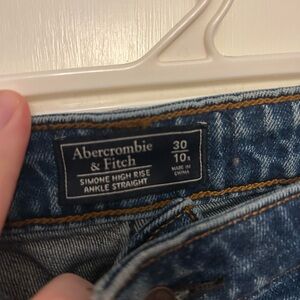 Abercrombie
& Fitch
SIMONE HIGH RISE
ANKLE STRAIGHT
30
10R
MADE IN
CHINA